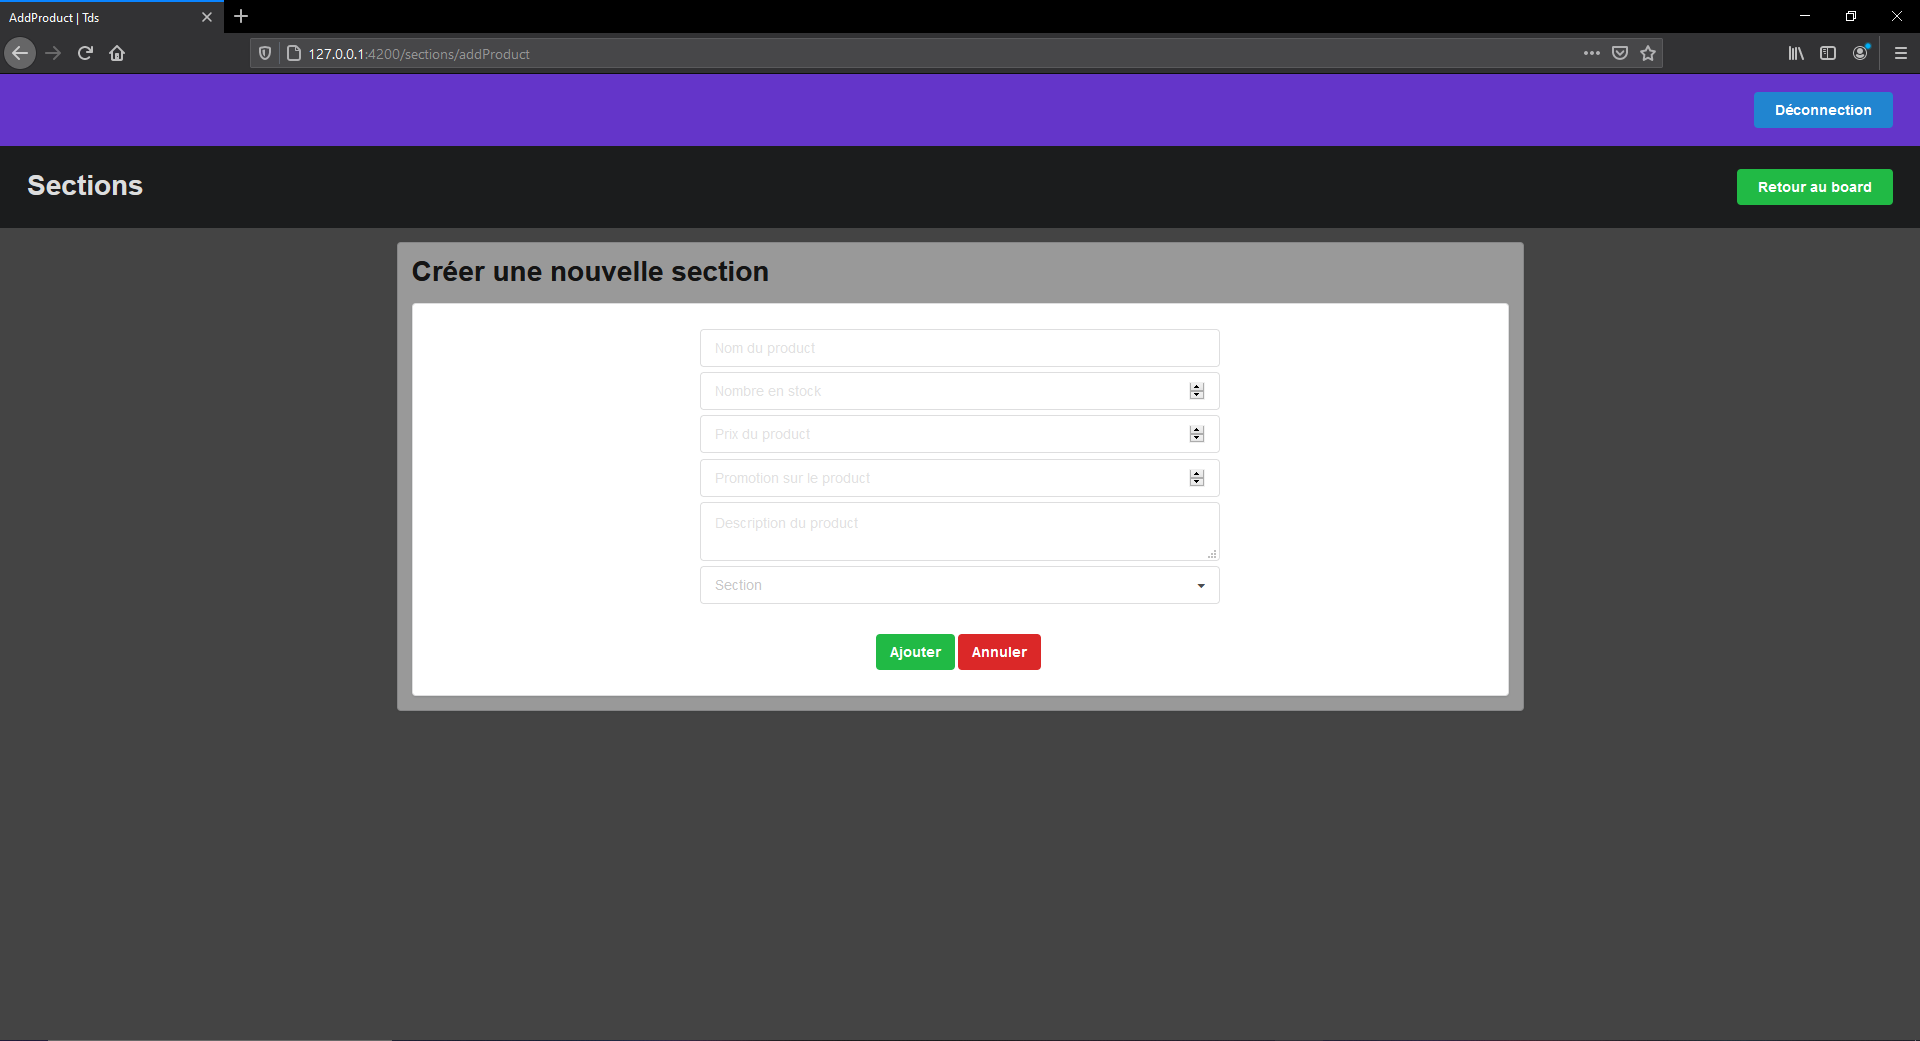 AddProduct | Tds
127.0.0.1:4200/sections/addProduct
Déconnection
Sections
Retour au board
Créer une nouvelle section
Nom du product
Nombre en stock
Prix du product
Promotion sur le product
Description du product
Section
Ajouter Annuler